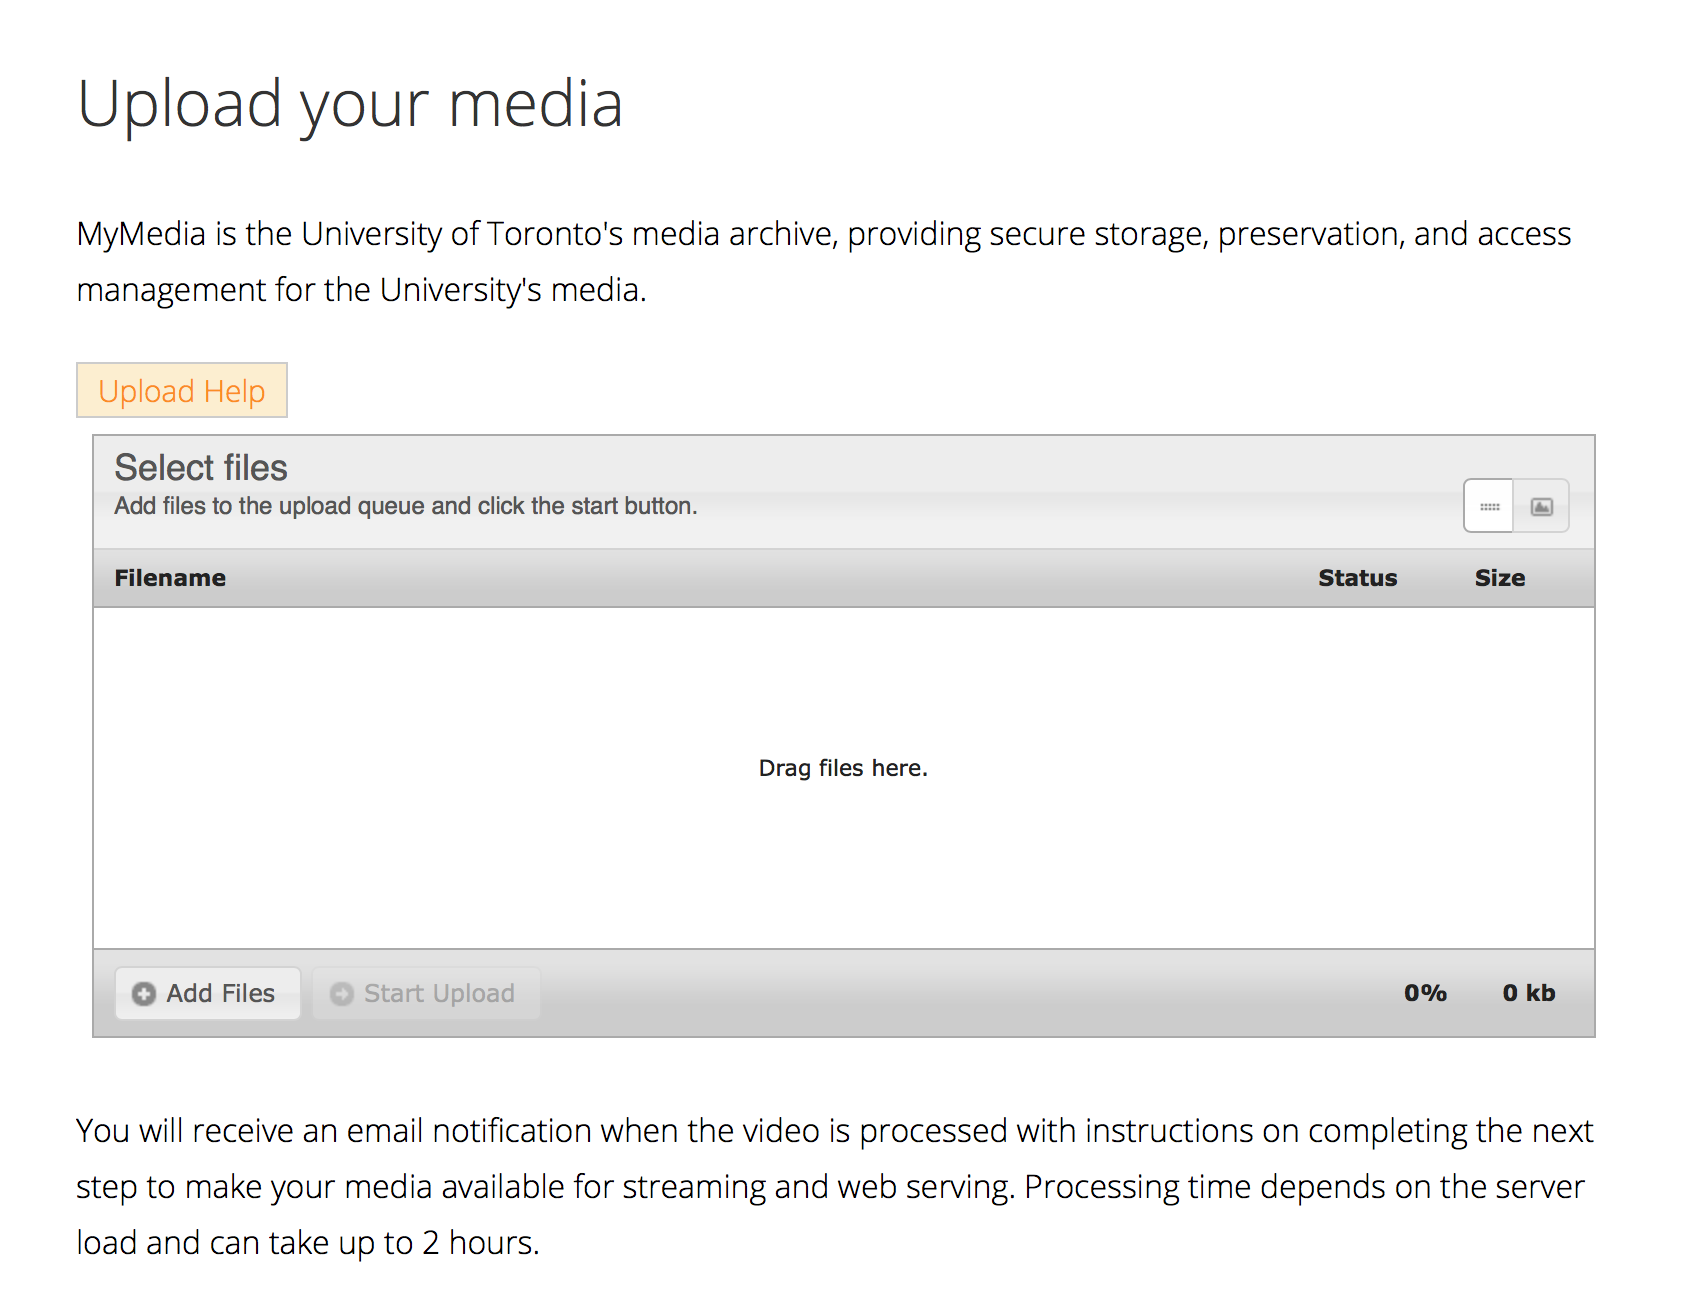 Upload your media
MyMedia is the University of Toronto's media archive, providing secure storage, preservation, and access
management for the University's media.
Upload Help
Select files
Add files to the upload queue and click the start button.
Filename Status Size
Drag files here.
Add Files Start Upload 0% 0 kb
You will receive an email notification when the video is processed with instructions on completing the next
step to make your media available for streaming and web serving. Processing time depends on the server
load and can take up to 2 hours.